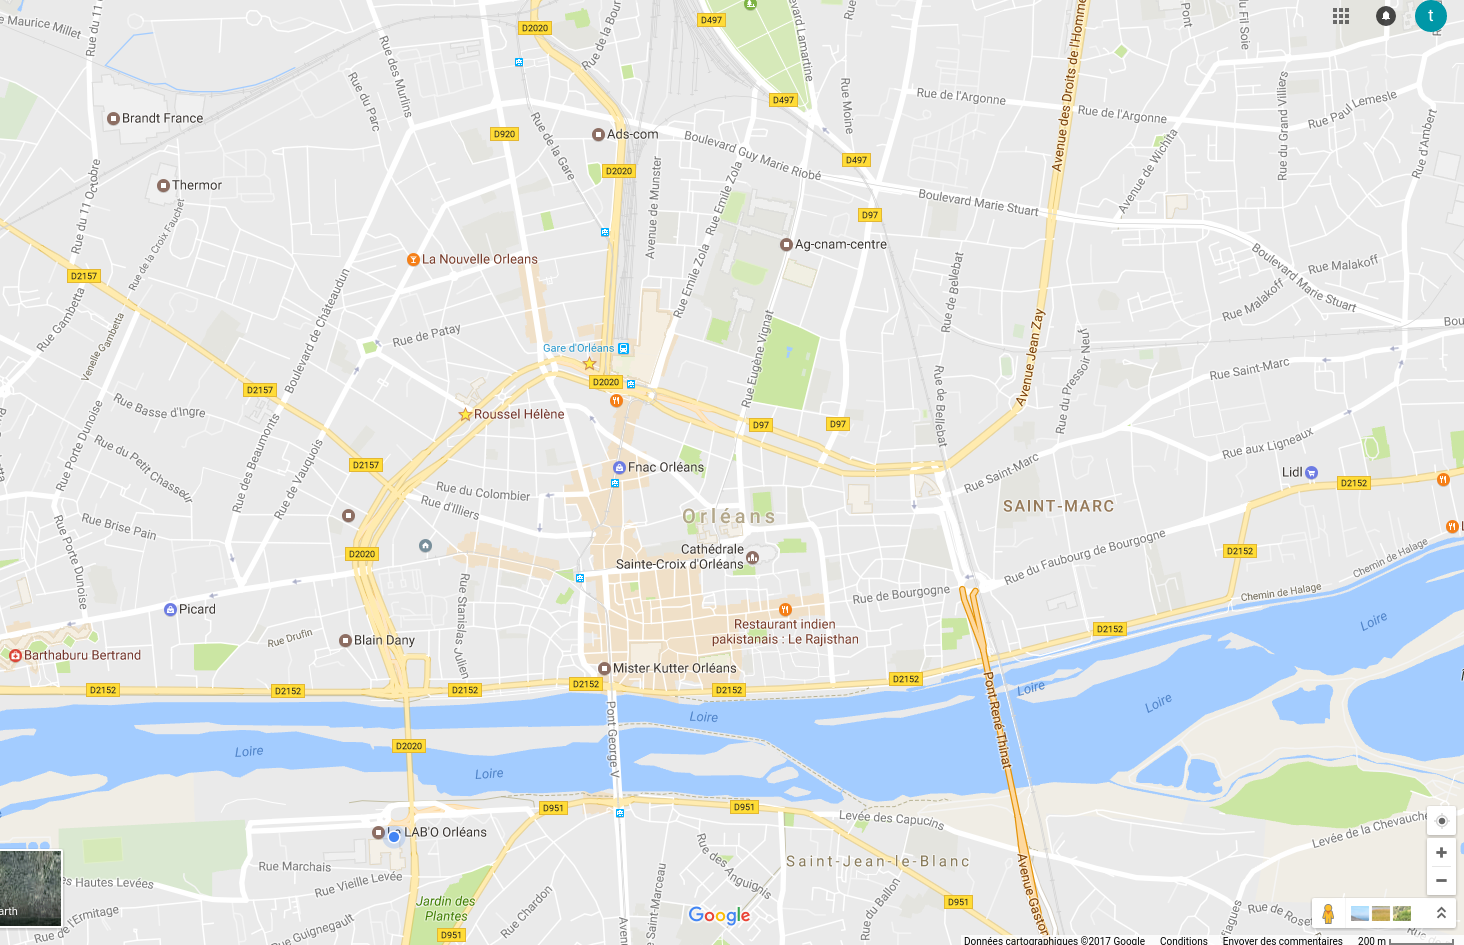 Rue du 11
e Maurice Millet
D2020
Rue de la Bour
D497
evard Lamartine
Rue
Pont
u Fil Soie
Avenue des Droits de l'Homme
t
Rue des Murlins
Rue du Parc
D497
Rue Moine
Rue de l'Argonne
Rue de l'Argonne
Rue du Grand Villiers
Rue Paul Lemesle
Rue d'Ambert
Brandt France
D920
Rue de la Gare
Ads-com
Boulevard Guy Marie Riobé
D497
Avenue de Wichita
Thermor
D2020
Rue du 11 Octobre
Rue de la Croix Fauchet
Avenue de Munster
Rue Emile Zola
Boulevard Marie Stuart
D97
La Nouvelle Orleans
Ag-cnam-centre
Rue Emile Zola
Rue de Bellebat
Boulevard Marie Stuart
Rue Malakoff
Rue Malakoff
D2157
Rue Gambetta
Venelle Gambetta
Boulevard de Châteaudun
Rue de Patay
Gare d'Orléans
Rue Eugène Vignat
Avenue Jean Zay
Rue du Pressoir Neuf
Bou
Rue Saint-Marc
D2157
D2020
Rue de Bellebat
Rue Basse d'Ingre
Roussel Hélène
D97
D97
Rue Porte Dunoise
Rue du Petit Chasseur
Rue des Beaumonts
Rue de Vauquois
D2157
Fnac Orléans
Rue Saint-Marc
Rue aux Ligneaux
Lidl
D2152
Rue du Colombier
Rue d'Illiers
Orléans
SAINT-MARC
Rue Brise Pain
Rue Porte Dunois
D2020
Cathédrale
Sainte-Croix d'Orléans
Rue du Faubourg de Bourgogne
D2152
Chemin de Halage
Chemin de Halage
Rue Stanislas Julien
Rue de Bourgogne
Picard
Rue Drufin
Blain Dany
Restaurant indien
pakistanais : Le Rajisthan
D2152
Loire
Barthaburu Bertrand
Mister Kutter Orléans
D2152
D2152
D2152
D2152
D2152
D2152
Pont René Thinat
Loire
Loire
Loire
Pont George V
D2020
Loire
Loire
D951
D951
Levée des Capucins
Levée de la Chevauchée
Le LAB'O Orléans
Rue Marchais
Rue Vieille Levée
es Hautes Levées
Rue de l'Ermitage
Rue Guignegault
Jardin des
Plantes
D951
Rue Chardon
Rue Saint-Marceau
Rue des Anguignis
Saint-Jean-le-Blanc
Rue du Ballon
D951
Avenue Gaston
arth
Google
Données cartographiques ©2017 Google
Conditions
Envoyer des commentaires
200 m